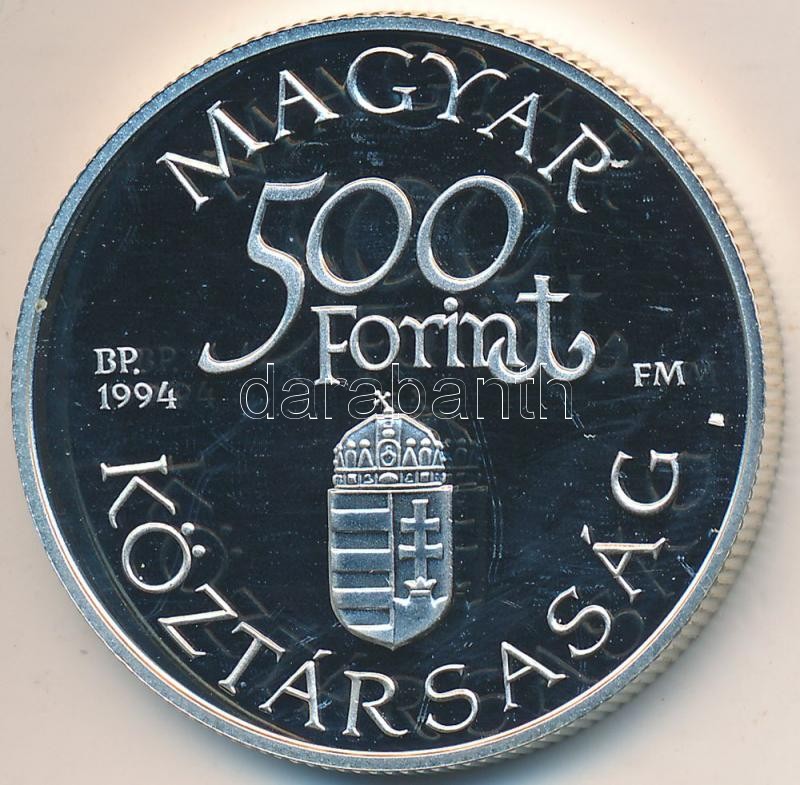 MAGYAR
500
Forint
BP.
1994
FM
darabanth
KÖZTÁRSASÁG